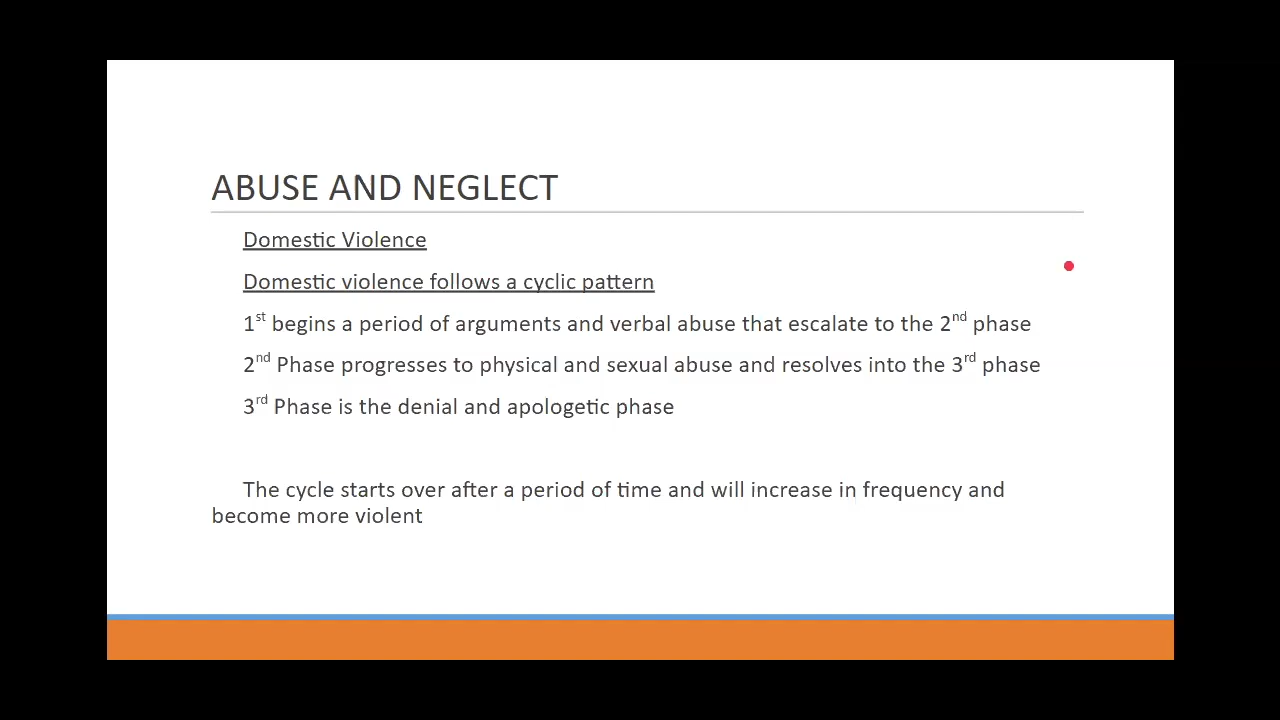 ABUSE AND NEGLECT
Domestic Violence
Domestic violence follows a cyclic pattern
1st begins a period of arguments and verbal abuse that escalate to the 2nd phase
2nd Phase progresses to physical and sexual abuse and resolves into the 3rd phase
3rd Phase is the denial and apologetic phase
The cycle starts over after a period of time and will increase in frequency and
become more violent